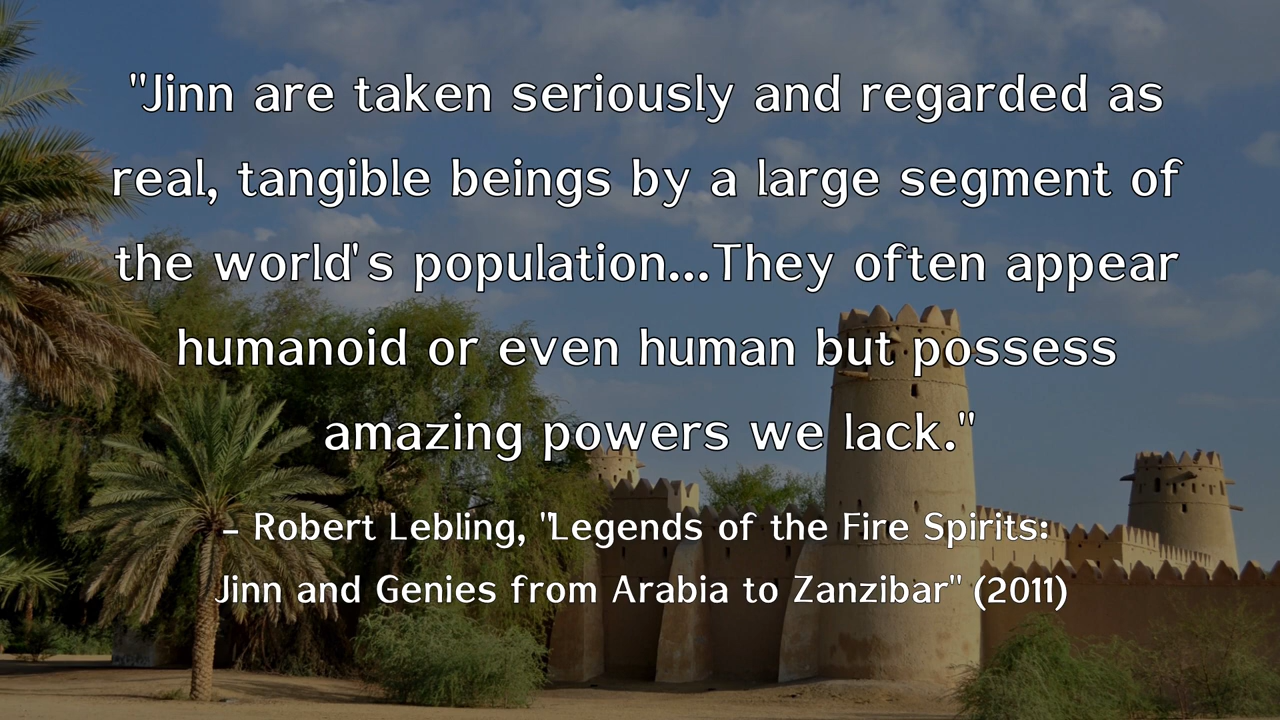 "Jinn are taken seriously and regarded as
real, tangible beings by a large segment of
the world's population...They often appear
humanoid or even human but possess
amazing powers we lack."
– Robert Lebling, "Legends of the Fire Spirits:
Jinn and Genies from Arabia to Zanzibar" (2011)